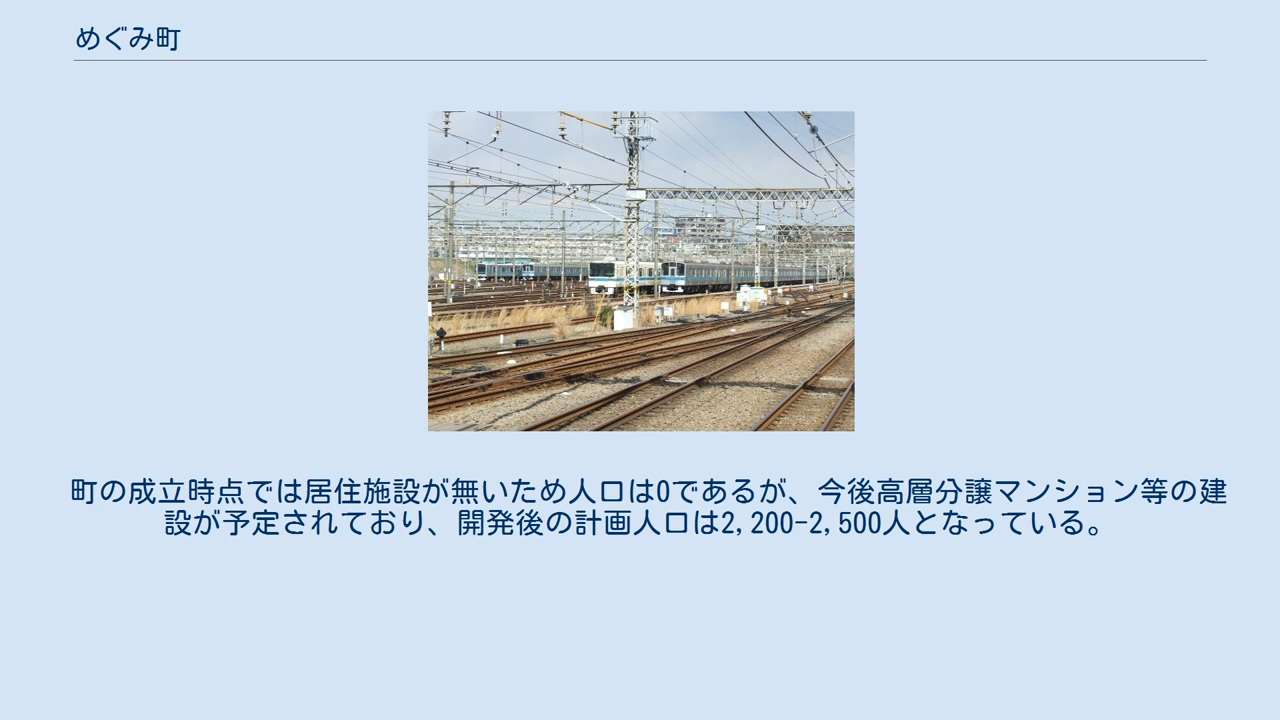 めぐみ町
町の成立時点では居住施設が無いため人口は0であるが、今後高層分譲マンション等の建
設が予定されており、開発後の計画人口は2,200-2,500人となっている。